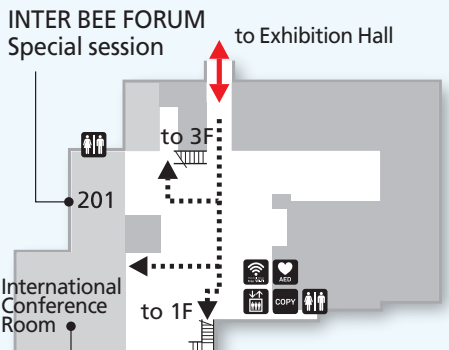 INTER BEE FORUM
Special session
to Exhibition Hall
to 3F
201
AED
International
Conference
Room
to 1F
COPY